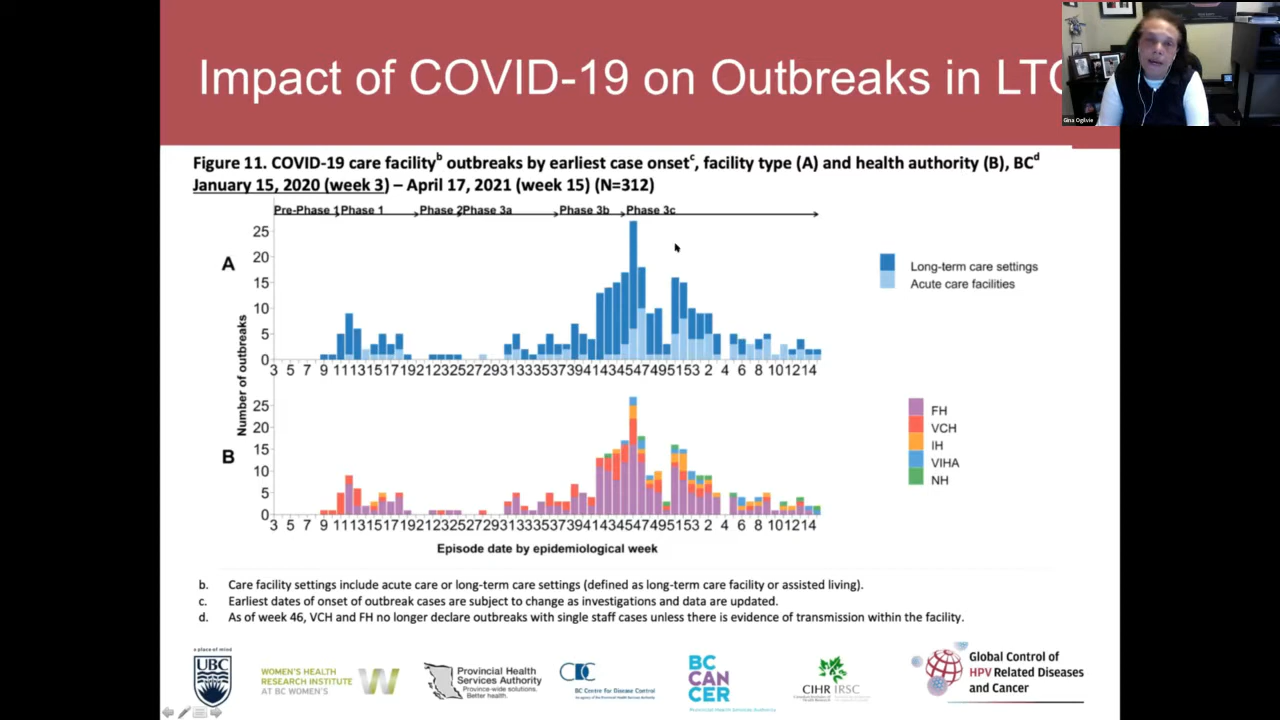 Impact of COVID-19 on Outbreaks in LTC
Gina Ogilvie
Figure 11. COVID-19 care facilityb outbreaks by earliest case onsetc, facility type (A) and health authority (B), BCd
January 15, 2020 (week 3) – April 17, 2021 (week 15) (N=312)
Pre-Phase 1 Phase 1 Phase 2 Phase 3a Phase 3b Phase 3c
A
25
20
15
10
5
0
3 5 7 9 11 13 15 17 19 21 23 25 27 29 31 33 35 37 39 41 43 45 47 49 51 53 2 4 6 8 10 12 14
Long-term care settings
Acute care facilities
Number of outbreaks
B
25
20
15
10
5
0
3 5 7 9 11 13 15 17 19 21 23 25 27 29 31 33 35 37 39 41 43 45 47 49 51 53 2 4 6 8 10 12 14
FH
VCH
IH
VIHA
NH
Episode date by epidemiological week
b. Care facility settings include acute care or long-term care settings (defined as long-term care facility or assisted living).
c. Earliest dates of onset of outbreak cases are subject to change as investigations and data are updated.
d. As of week 46, VCH and FH no longer declare outbreaks with single staff cases unless there is evidence of transmission within the facility.
a place of mind
UBC
WOMEN'S HEALTH
RESEARCH INSTITUTE
AT BC WOMEN'S
W
Provincial Health
Services Authority
Province-wide solutions.
Better health.
BC Centre for Disease Control
BC
CAN
CER
Provincial Health Services Authority
CIHR IRSC
Global Control of
HPV Related Diseases
and Cancer